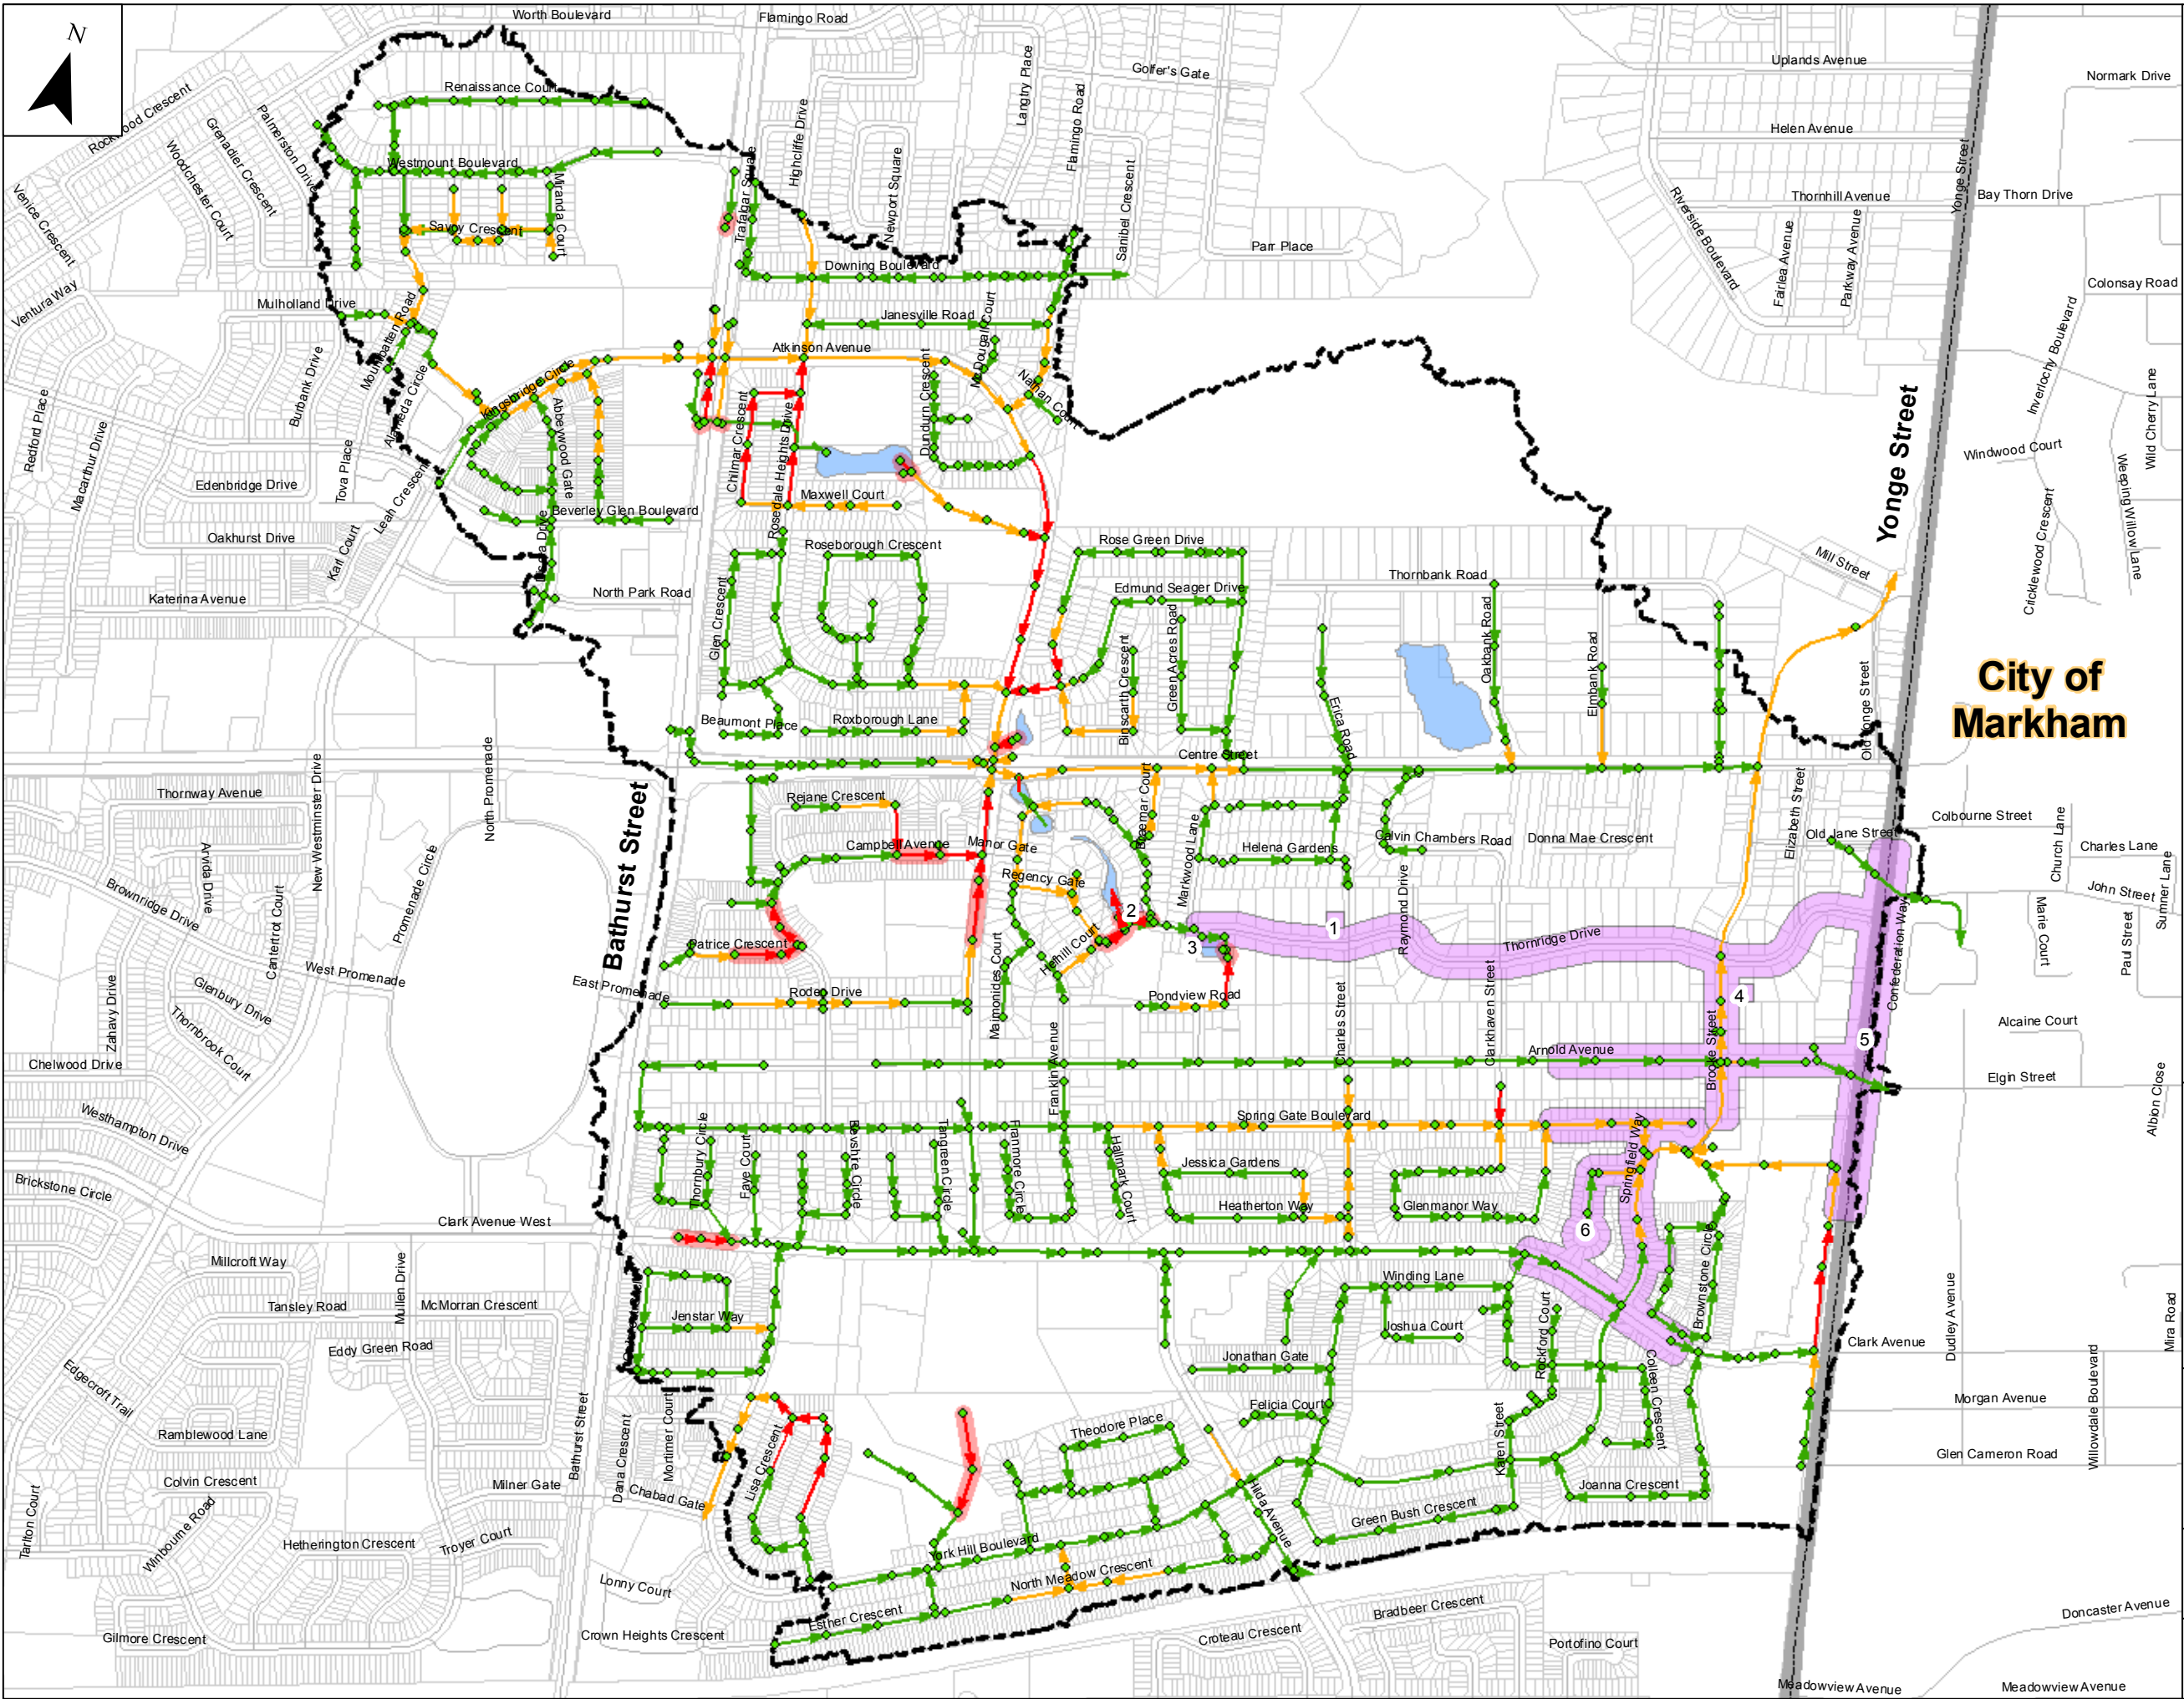 N
Worth Boulevard
Flamingo Road
Renaissance Court
Rockwood Crescent
Palmerston Drive
Grenadier Crescent
Woodchester Court
Westmount Boulevard
Miranda Court
Savoy Crescent
Venice Crescent
Ventura Way
Mulholland Drive
Highcliffe Drive
Trafalgar Square
Newport Square
Langtry Place
Flamingo Road
Golfer's Gate
Sanibel Crescent
Parr Place
Downing Boulevard
Janesville Road
McDougall Court
Atkinson Avenue
Nathan Court
Dundurn Crescent
Uplands Avenue
Normark Drive
Helen Avenue
Thornhill Avenue
Bay Thorn Drive
Yonge Street
Riverside Boulevard
Fairlea Avenue
Parkway Avenue
Colonsay Road
Inverlochy Boulevard
Wild Cherry Lane
Windwood Court
Weeping Willow Lane
Cricklewood Crescent
Yonge Street
Mill Street
City of
Markham
Mountbatten Road
Alameda Circle
Burbank Drive
Redford Place
Macarthur Drive
Tova Place
Edenbridge Drive
Leah Crescent
Oakhurst Drive
Karl Court
Katerina Avenue
Kingsbridge Circle
Abbeywood Gate
Beverley Glen Boulevard
North Park Road
Chilmar Crescent
Rosedale Heights Drive
Maxwell Court
Roseborough Crescent
Glen Crescent
Beaumont Place
Roxborough Lane
Rose Green Drive
Edmund Seager Drive
Green Acres Road
Binscarth Crescent
Thornbank Road
Oakbank Road
Elmbank Road
Erica Road
Centre Street
Old Yonge Street
Elizabeth Street
Old Jane Street
Colbourne Street
Church Lane
Charles Lane
John Street
Sumner Lane
Marie Court
Paul Street
Confederation Way
Alcaine Court
Elgin Street
Albion Close
Thornway Avenue
New Westminster Drive
North Promenade
Arvida Drive
Brownridge Drive
Cantertrot Court
Promenade Circle
West Promenade
East Promenade
Glenbury Drive
Thornbrook Court
Zahavy Drive
Chelwood Drive
Westhampton Drive
Brickstone Circle
Bathurst Street
Rejane Crescent
Campbell Avenue
Manor Gate
Regency Gate
Braemar Court
Markwood Lane
Helena Gardens
Calvin Chambers Road
Donna Mae Crescent
Raymond Drive
Thornridge Drive
Patrice Crescent
Rodeo Drive
Maimonides Court
Helhill Court
Pondview Road
Charles Street
Clarkhaven Street
Arnold Avenue
Brooke Street
1
2
3
4
5
6
Franklin Avenue
Spring Gate Boulevard
Springfield Way
Thornbury Circle
Faye Court
Tangreen Circle
Franmore Circle
Hallmark Court
Jessica Gardens
Heatherton Way
Glenmanor Way
Clark Avenue West
Brownstone Circle
Winding Lane
Joshua Court
Rockford Court
Jonathan Gate
Felicia Court
Colleen Crescent
Clark Avenue
Dudley Avenue
Mira Road
Morgan Avenue
Willowdale Boulevard
Glen Cameron Road
Millcroft Way
Tansley Road
Mullen Drive
McMorran Crescent
Eddy Green Road
Edgecroft Trail
Ramblewood Lane
Colvin Crescent
Milner Gate
Bathurst Street
Tarlton Court
Winbourne Road
Hetherington Crescent
Troyer Court
Gilmore Crescent
Jenstar Way
Mortimer Court
Dana Crescent
Chabad Gate
Lisa Crescent
Theodore Place
Karen Street
Joanna Crescent
Green Bush Crescent
Hilda Avenue
York Hill Boulevard
North Meadow Crescent
Esther Crescent
Lonny Court
Crown Heights Crescent
Bradbeer Crescent
Croteau Crescent
Portofino Court
Doncaster Avenue
Meadowview Avenue
Meadowview Avenue